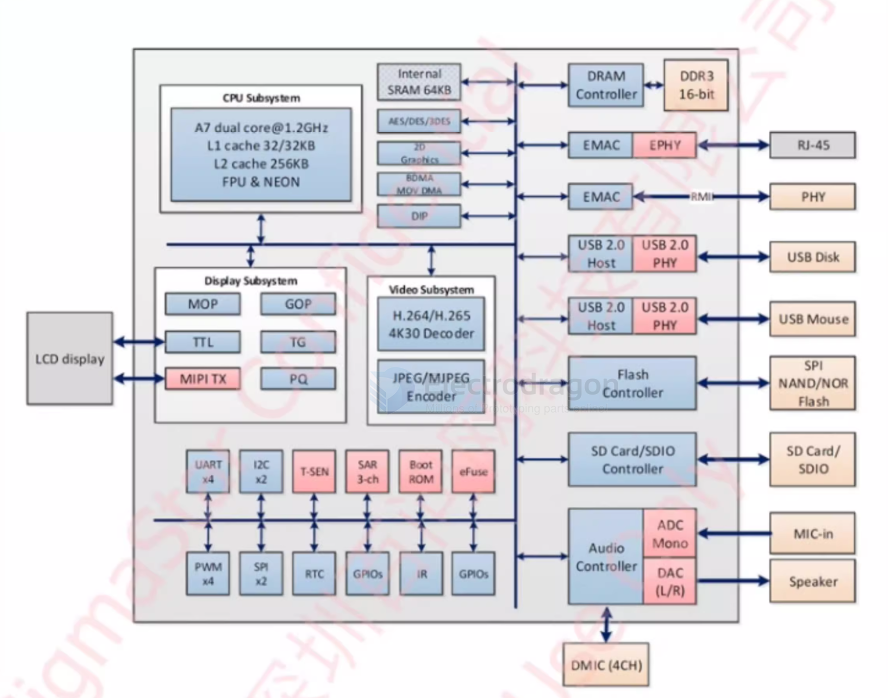 Internal
SRAM 64KB
DRAM
Controller
DDR3
16-bit
CPU Subsystem
A7 dual core@1.2GHz
L1 cache 32/32KB
L2 cache 256KB
FPU & NEON
AES/DES/3DES
2D
Graphics
BDMA
MOV DMA
DIP
EMAC
EPHY
RJ-45
EMAC
RMII
PHY
USB 2.0
Host
USB 2.0
PHY
USB Disk
USB 2.0
Host
USB 2.0
PHY
USB Mouse
Display Subsystem
MOP
GOP
TTL
TG
MIPI TX
PQ
LCD display
Video Subsystem
H.264/H.265
4K30 Decoder
JPEG/MJPEG
Encoder
Electrodragon
Flash
Controller
SPI
NAND/NOR
Flash
SD Card/SDIO
Controller
SD Card/
SDIO
UART
x4
I2C
x2
T-SEN
SAR
3-ch
Boot
ROM
eFuse
PWM
x4
SPI
x2
RTC
GPIOs
IR
GPIOs
Audio
Controller
ADC
Mono
DAC
(L/R)
MIC-in
Speaker
DMIC (4CH)
SigmaStar Confidential
Use Only